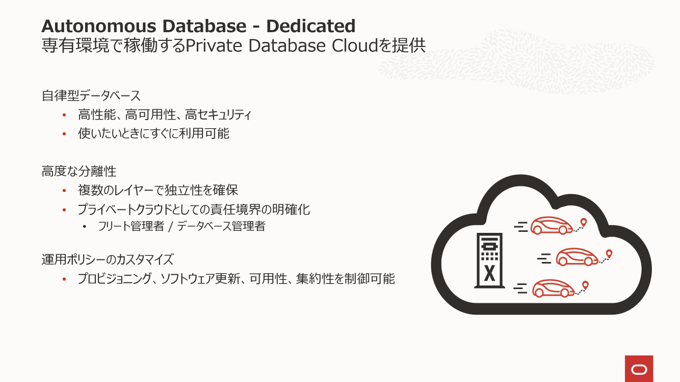 Autonomous Database - Dedicated
専有環境で稼働するPrivate Database Cloudを提供
自律型データベース
• 高性能、高可用性、高セキュリティ
• 使いたいときにすぐに利用可能
高度な分離性
• 複数のレイヤーで独立性を確保
• プライベートクラウドとしての責任境界の明確化
• フリート管理者 / データベース管理者
運用ポリシーのカスタマイズ
• プロビジョニング、ソフトウェア更新、可用性、集約性を制御可能
X